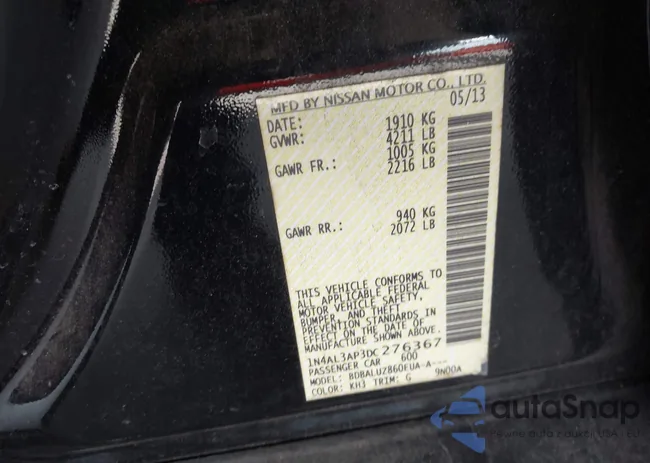 MFD BY NISSAN MOTOR CO., LTD.
DATE: 05/13
GVWR: 1910 KG
4211 LB
GAWR FR.: 1005 KG
2216 LB
GAWR RR.: 940 KG
2072 LB
THIS VEHICLE CONFORMS TO
ALL APPLICABLE FEDERAL
MOTOR VEHICLE SAFETY,
BUMPER, AND THEFT
PREVENTION STANDARDS IN
EFFECT ON THE DATE OF
MANUFACTURE SHOWN ABOVE.
1N4AL3AP3DC276367
PASSENGER CAR 600
MODEL: BDBALUZ860EUA-A---
COLOR: KH3 TRIM: G 9N00A
autoSnap